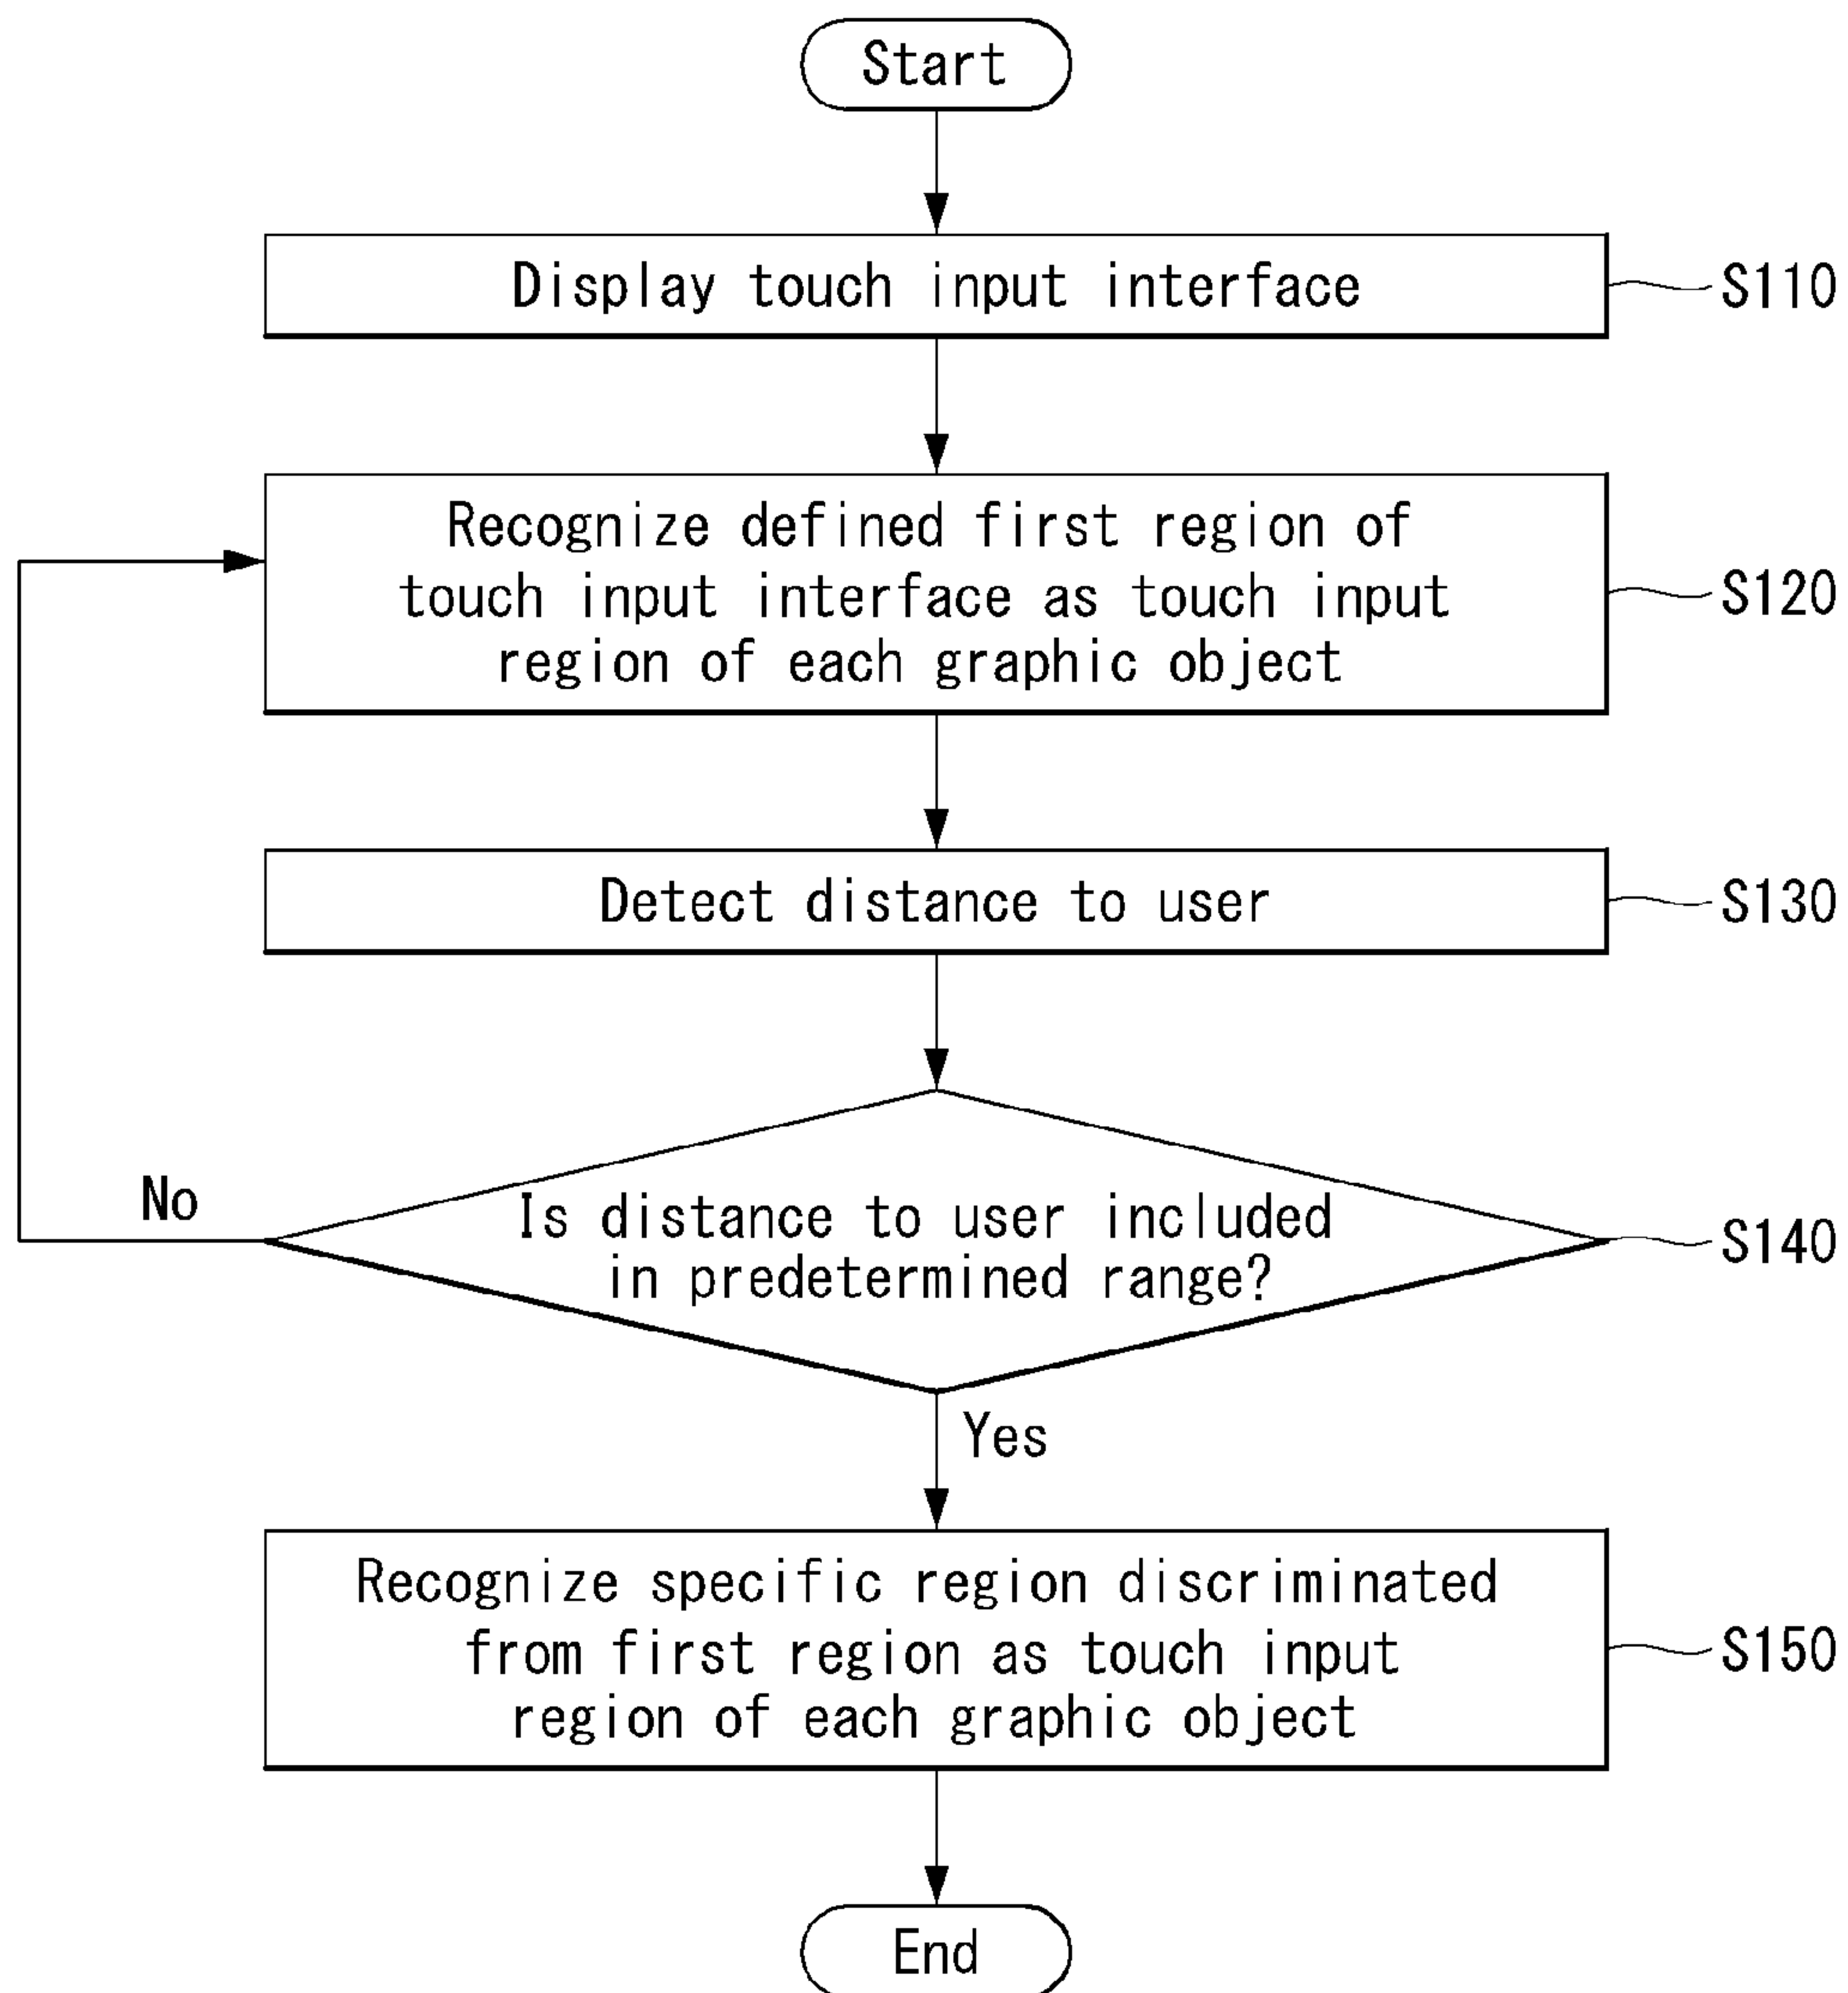 Start
Display touch input interface
S110
Recognize defined first region of
touch input interface as touch input
region of each graphic object
S120
Detect distance to user
S130
Is distance to user included
in predetermined range?
S140
No
Yes
Recognize specific region discriminated
from first region as touch input
region of each graphic object
S150
End